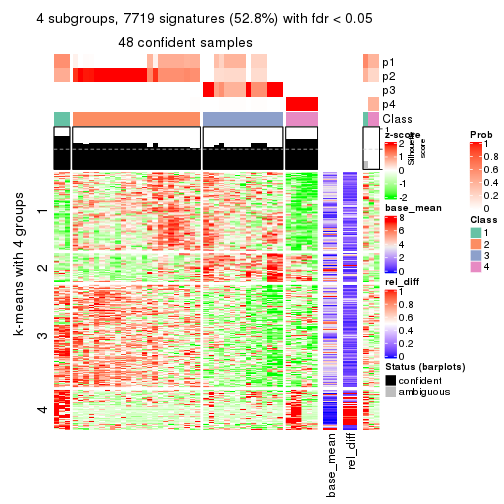 4 subgroups, 7719 signatures (52.8%) with fdr < 0.05
48 confident samples
p1
p2
p3
p4
Class
1
Silhouette
score
k-means with 4 groups
1
2
3
4
base_mean
rel_diff
z-score
2
1
0
-1
-2
base_mean
8
6
4
2
0
rel_diff
1
0.8
0.6
0.4
0.2
0
Status (barplots)
confident
ambiguous
Prob
1
0.8
0.6
0.4
0.2
0
Class
1
2
3
4